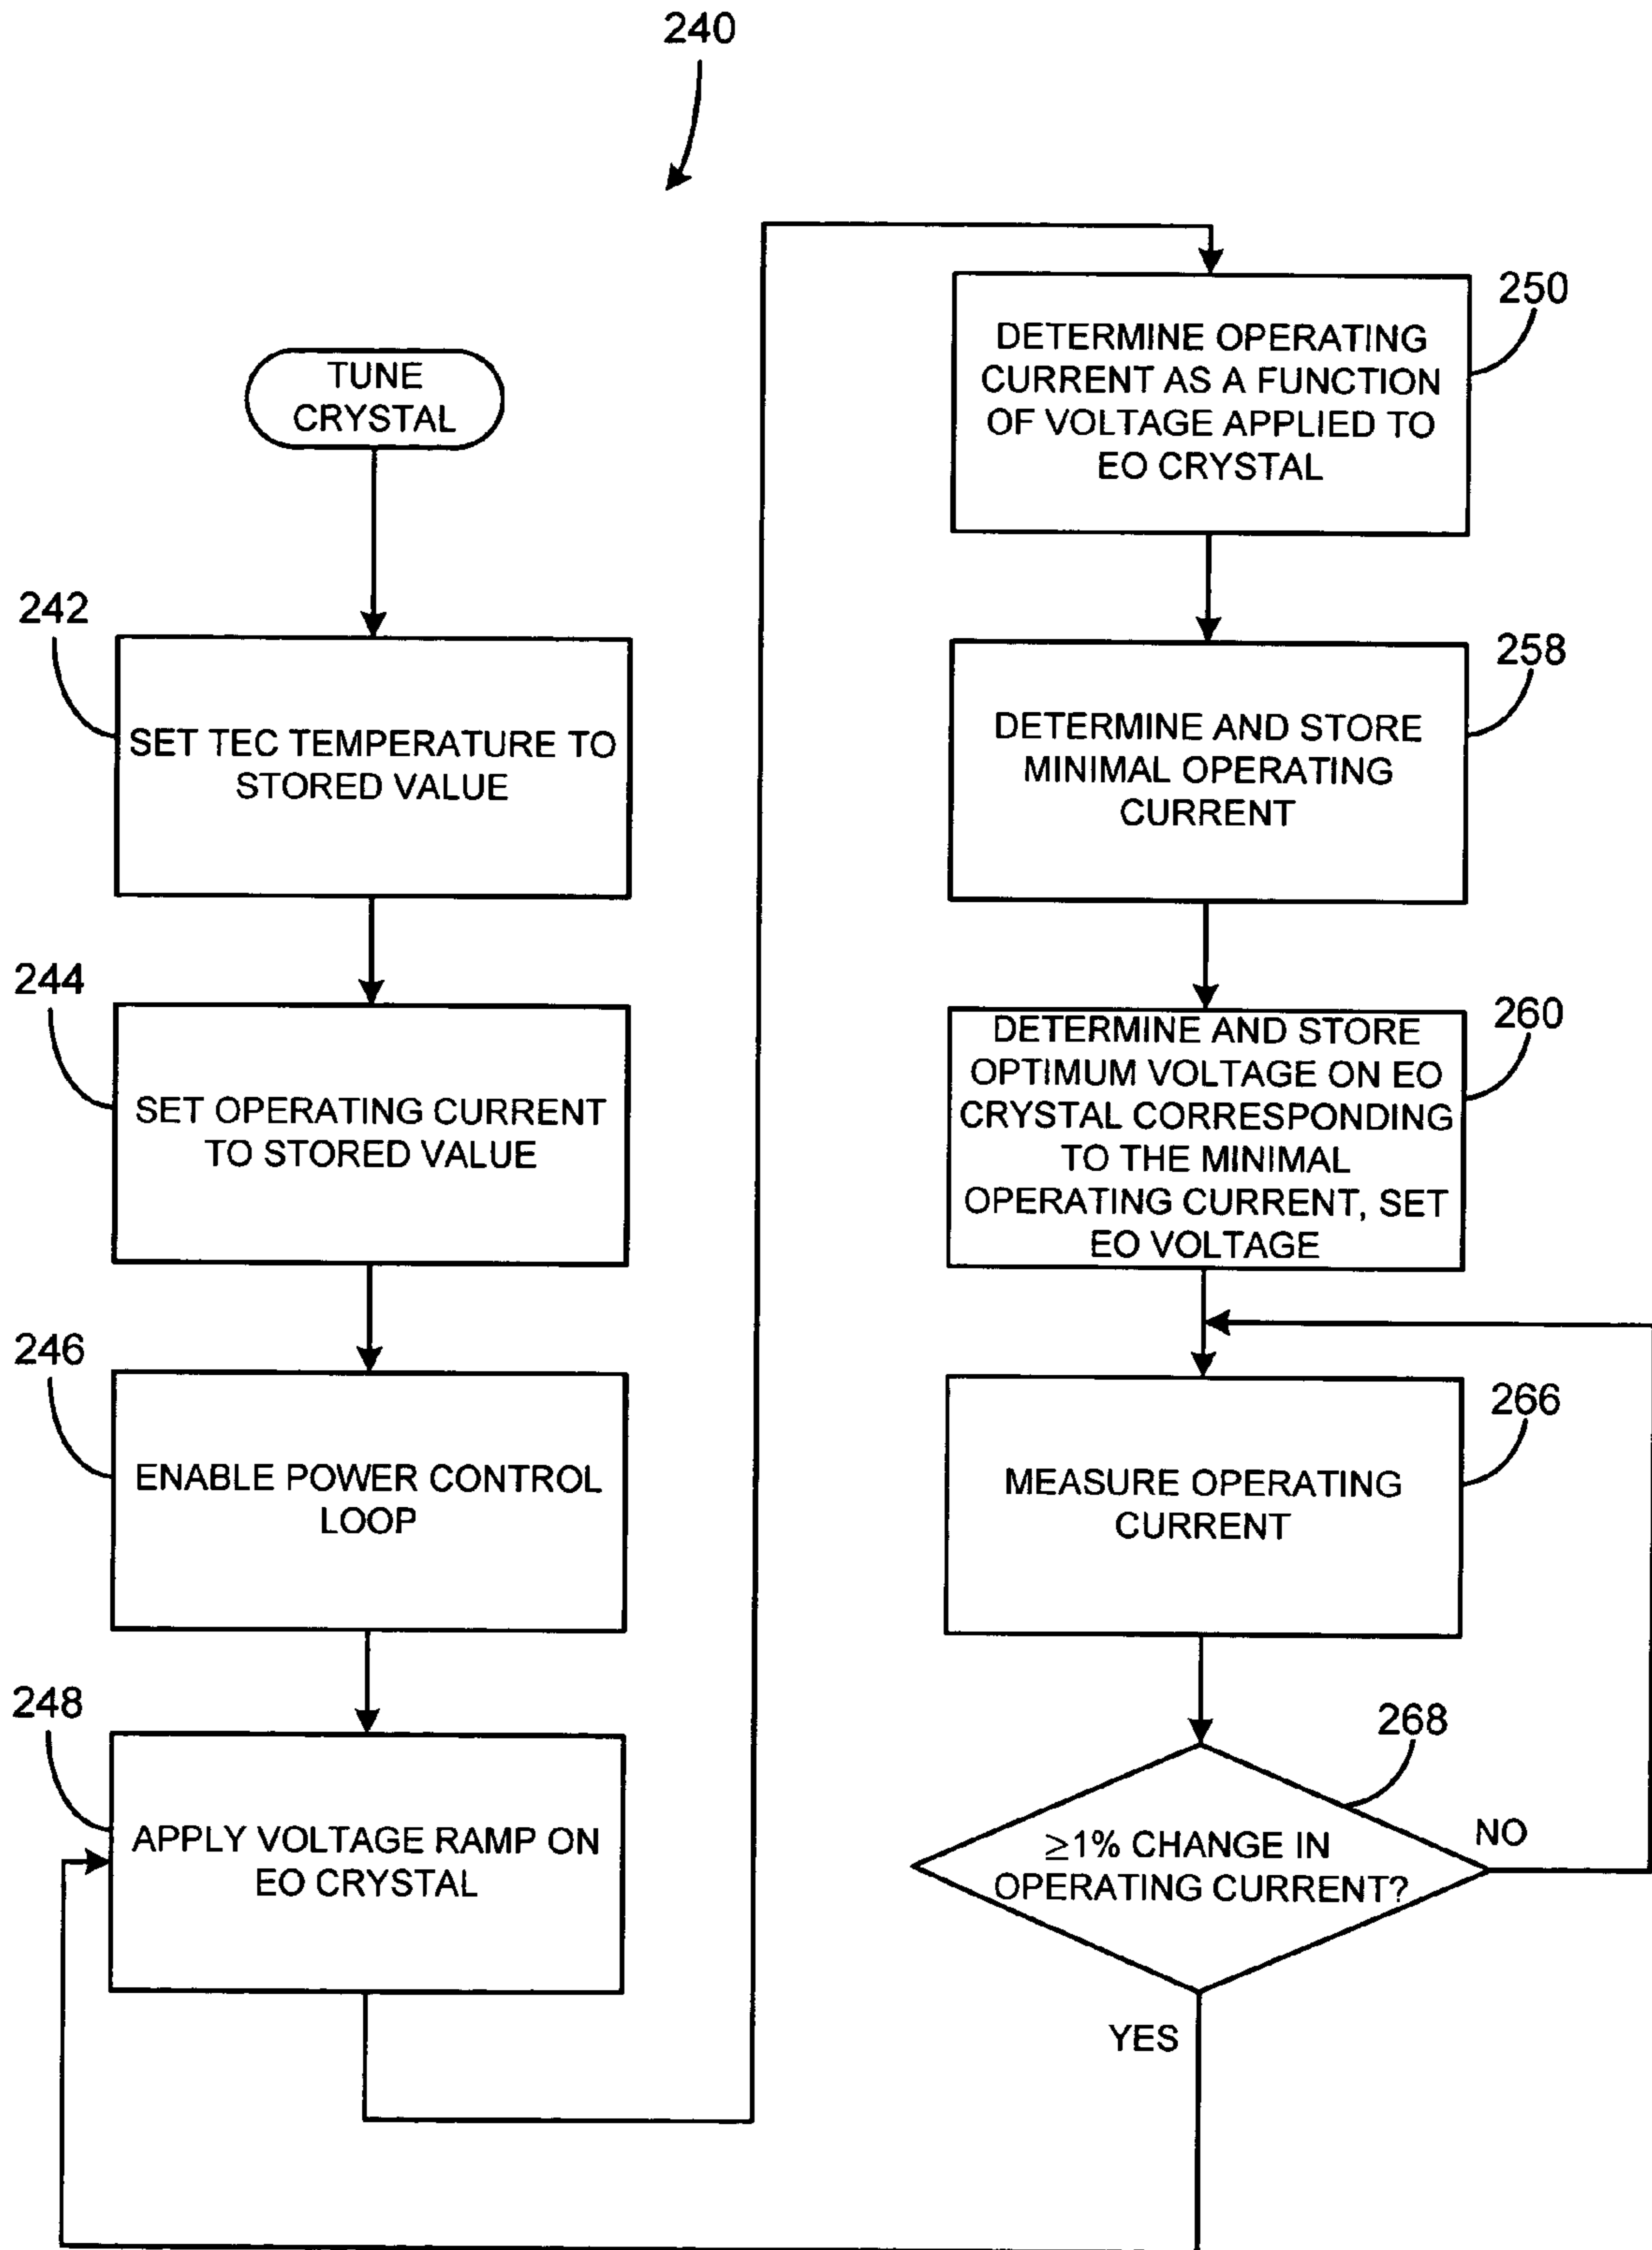 240
TUNE
CRYSTAL
242
SET TEC TEMPERATURE TO
STORED VALUE
244
SET OPERATING CURRENT
TO STORED VALUE
246
ENABLE POWER CONTROL
LOOP
248
APPLY VOLTAGE RAMP ON
EO CRYSTAL
250
DETERMINE OPERATING
CURRENT AS A FUNCTION
OF VOLTAGE APPLIED TO
EO CRYSTAL
258
DETERMINE AND STORE
MINIMAL OPERATING
CURRENT
260
DETERMINE AND STORE
OPTIMUM VOLTAGE ON EO
CRYSTAL CORRESPONDING
TO THE MINIMAL
OPERATING CURRENT, SET
EO VOLTAGE
266
MEASURE OPERATING
CURRENT
268
≥1% CHANGE IN
OPERATING CURRENT?
NO
YES